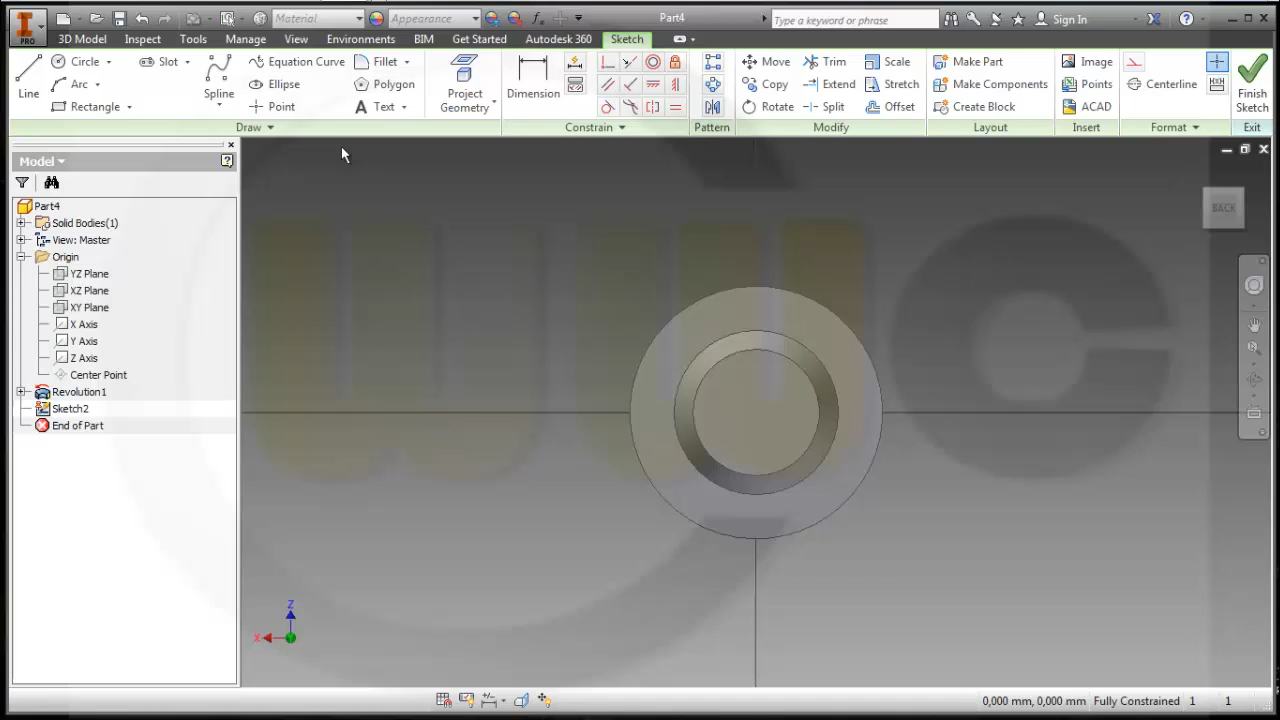 Material Appearance Part4 Type a keyword or phrase Sign In
PRO 3D Model Inspect Tools Manage View Environments BIM Get Started Autodesk 360 Sketch
Circle Slot Equation Curve Fillet Move Trim Scale Make Part Image
Arc Ellipse Polygon Copy Extend Stretch Make Components Points Centerline
Line Spline Project Geometry Dimension Finish Sketch
Rectangle Point Text Rotate Split Offset Create Block ACAD
Draw Constrain Pattern Modify Layout Insert Format Exit
Model
Part4
Solid Bodies(1)
View: Master
Origin
YZ Plane
XZ Plane
XY Plane
X Axis
Y Axis
Z Axis
Center Point
Revolution1
Sketch2
End of Part
BACK
Z
X
0,000 mm, 0,000 mm Fully Constrained 1 1